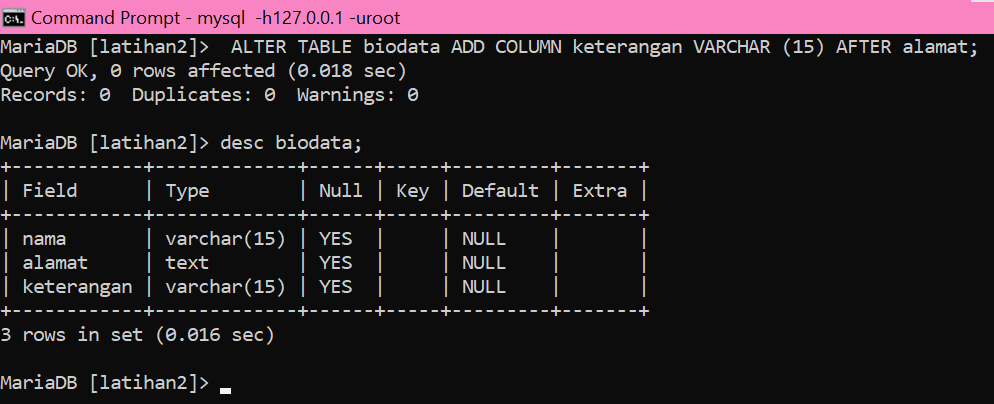 Command Prompt - mysql  -h127.0.0.1 -uroot
MariaDB [latihan2]>  ALTER TABLE biodata ADD COLUMN keterangan VARCHAR (15) AFTER alamat;
Query OK, 0 rows affected (0.018 sec)
Records: 0  Duplicates: 0  Warnings: 0
MariaDB [latihan2]> desc biodata;
+------------+-------------+------+-----+---------+-------+
| Field      | Type        | Null | Key | Default | Extra |
+------------+-------------+------+-----+---------+-------+
| nama       | varchar(15) | YES  |     | NULL    |       |
| alamat     | text        | YES  |     | NULL    |       |
| keterangan | varchar(15) | YES  |     | NULL    |       |
+------------+-------------+------+-----+---------+-------+
3 rows in set (0.016 sec)
MariaDB [latihan2]>